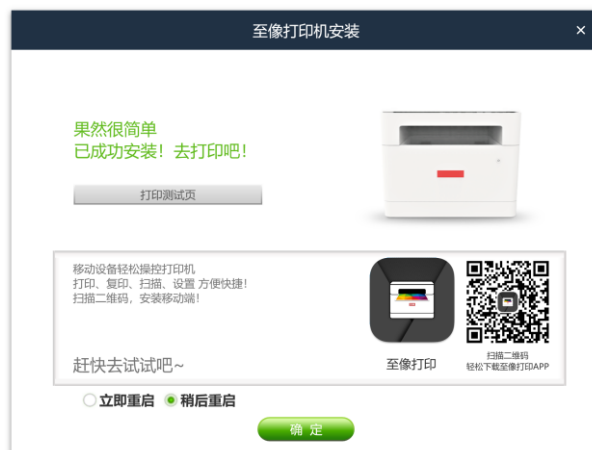 至像打印机安装
×
果然很简单
已成功安装！去打印吧！
打印测试页
移动设备轻松操控打印机
打印、复印、扫描、设置 方便快捷！
扫描二维码，安装移动端！
赶快去试试吧~
至像打印
扫描二维码
轻松下载至像打印APP
立即重启 稍后重启
确 定